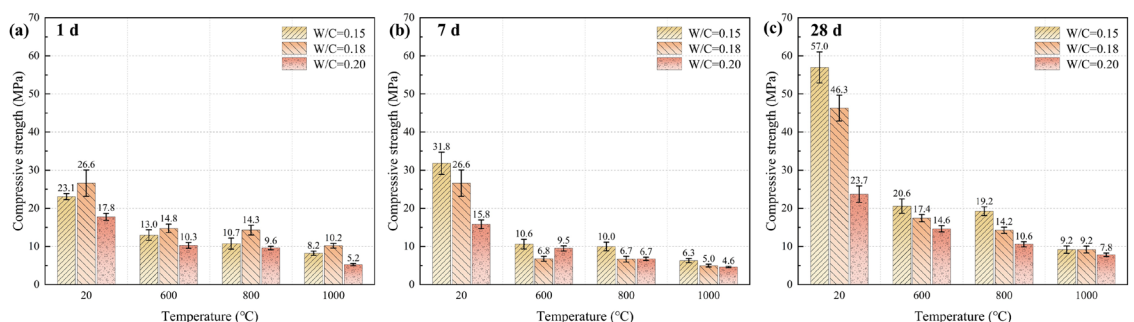 (a) 1 d
W/C=0.15
W/C=0.18
W/C=0.20
Compressive strength (MPa)
70
60
50
40
30
20
10
0
23.1 26.6 17.8
13.0 14.8 10.3
10.7 14.3 9.6
8.2 10.2 5.2
20 600 800 1000
Temperature (℃)
(b) 7 d
W/C=0.15
W/C=0.18
W/C=0.20
Compressive strength (MPa)
70
60
50
40
30
20
10
0
31.8 26.6 15.8
10.6 6.8 9.5
10.0 6.7 6.7
6.3 5.0 4.6
20 600 800 1000
Temperature (℃)
(c) 28 d
W/C=0.15
W/C=0.18
W/C=0.20
Compressive strength (MPa)
70
60
50
40
30
20
10
0
57.0 46.3 23.7
20.6 17.4 14.6
19.2 14.2 10.6
9.2 9.2 7.8
20 600 800 1000
Temperature (℃)